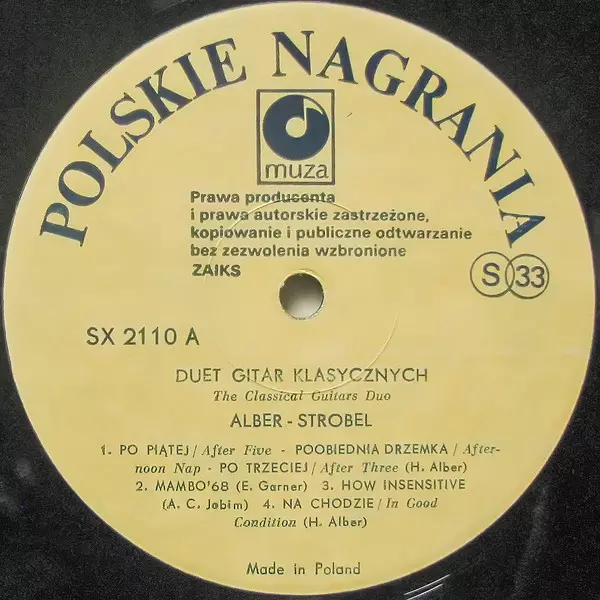 POLSKIE NAGRANIA
muza
Prawa producenta
i prawa autorskie zastrzeżone,
kopiowanie i publiczne odtwarzanie
bez zezwolenia wzbronione
ZAIKS
S 33
SX 2110 A
DUET GITAR KLASYCZNYCH
The Classical Guitars Duo
ALBER - STROBEL
1. PO PIĄTEJ / After Five - POOBIEDNIA DRZEMKA / After-
noon Nap - PO TRZECIEJ / After Three (H. Alber)
2. MAMBO'68 (E. Garner) 3. HOW INSENSITIVE
(A. C. Jobim) 4. NA CHODZIE / In Good
Condition (H. Alber)
Made in Poland